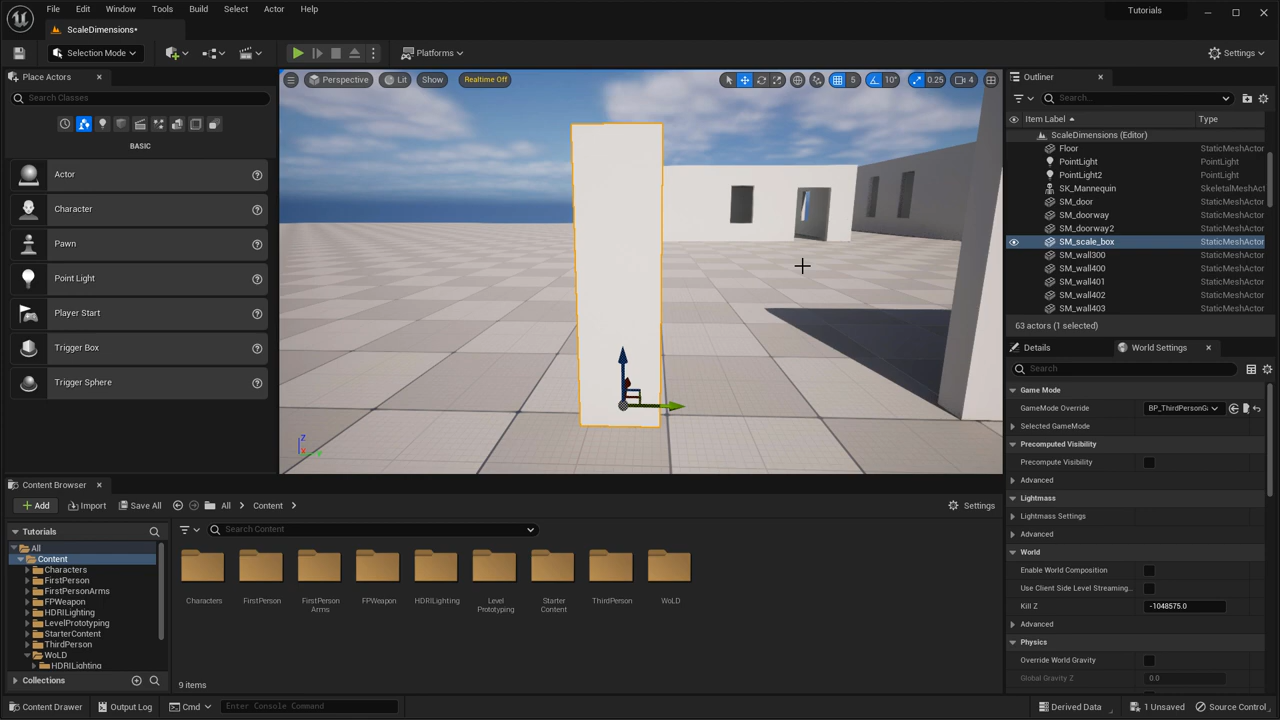 File Edit Window Tools Build Select Actor Help
Tutorials
ScaleDimensions*
Selection Mode
Platforms
Settings
Place Actors
Search Classes
BASIC
Actor
Character
Pawn
Point Light
Player Start
Trigger Box
Trigger Sphere
Perspective Lit Show Realtime Off 5 10° 0.25 4
Z
Outliner
Search...
Item Label Type
ScaleDimensions (Editor)
Floor StaticMeshActor
PointLight PointLight
PointLight2 PointLight
SK_Mannequin SkeletalMeshAct
SM_door StaticMeshActor
SM_doorway StaticMeshActor
SM_doorway2 StaticMeshActor
SM_scale_box StaticMeshActor
SM_wall300 StaticMeshActor
SM_wall400 StaticMeshActor
SM_wall401 StaticMeshActor
SM_wall402 StaticMeshActor
SM_wall403 StaticMeshActor
63 actors (1 selected)
Details World Settings
Search
Game Mode
GameMode Override BP_ThirdPersonGa
Selected GameMode
Precomputed Visibility
Precompute Visibility
Advanced
Lightmass
Lightmass Settings
Advanced
World
Enable World Composition
Use Client Side Level Streaming...
Kill Z -1048575.0
Advanced
Physics
Override World Gravity
Global Gravity Z 0.0
Content Browser
Add Import Save All All Content Settings
Tutorials
Search Content
All
Content
Characters
FirstPerson
FirstPersonArms
FPWeapon
HDRILighting
LevelPrototyping
StarterContent
ThirdPerson
WoLD
HDRILighting
Collections
Characters FirstPerson FirstPerson FPWeapon HDRILighting Level Starter ThirdPerson WoLD
Arms Prototyping Content
9 items
Content Drawer Output Log Cmd Enter Console Command Derived Data 1 Unsaved Source Control